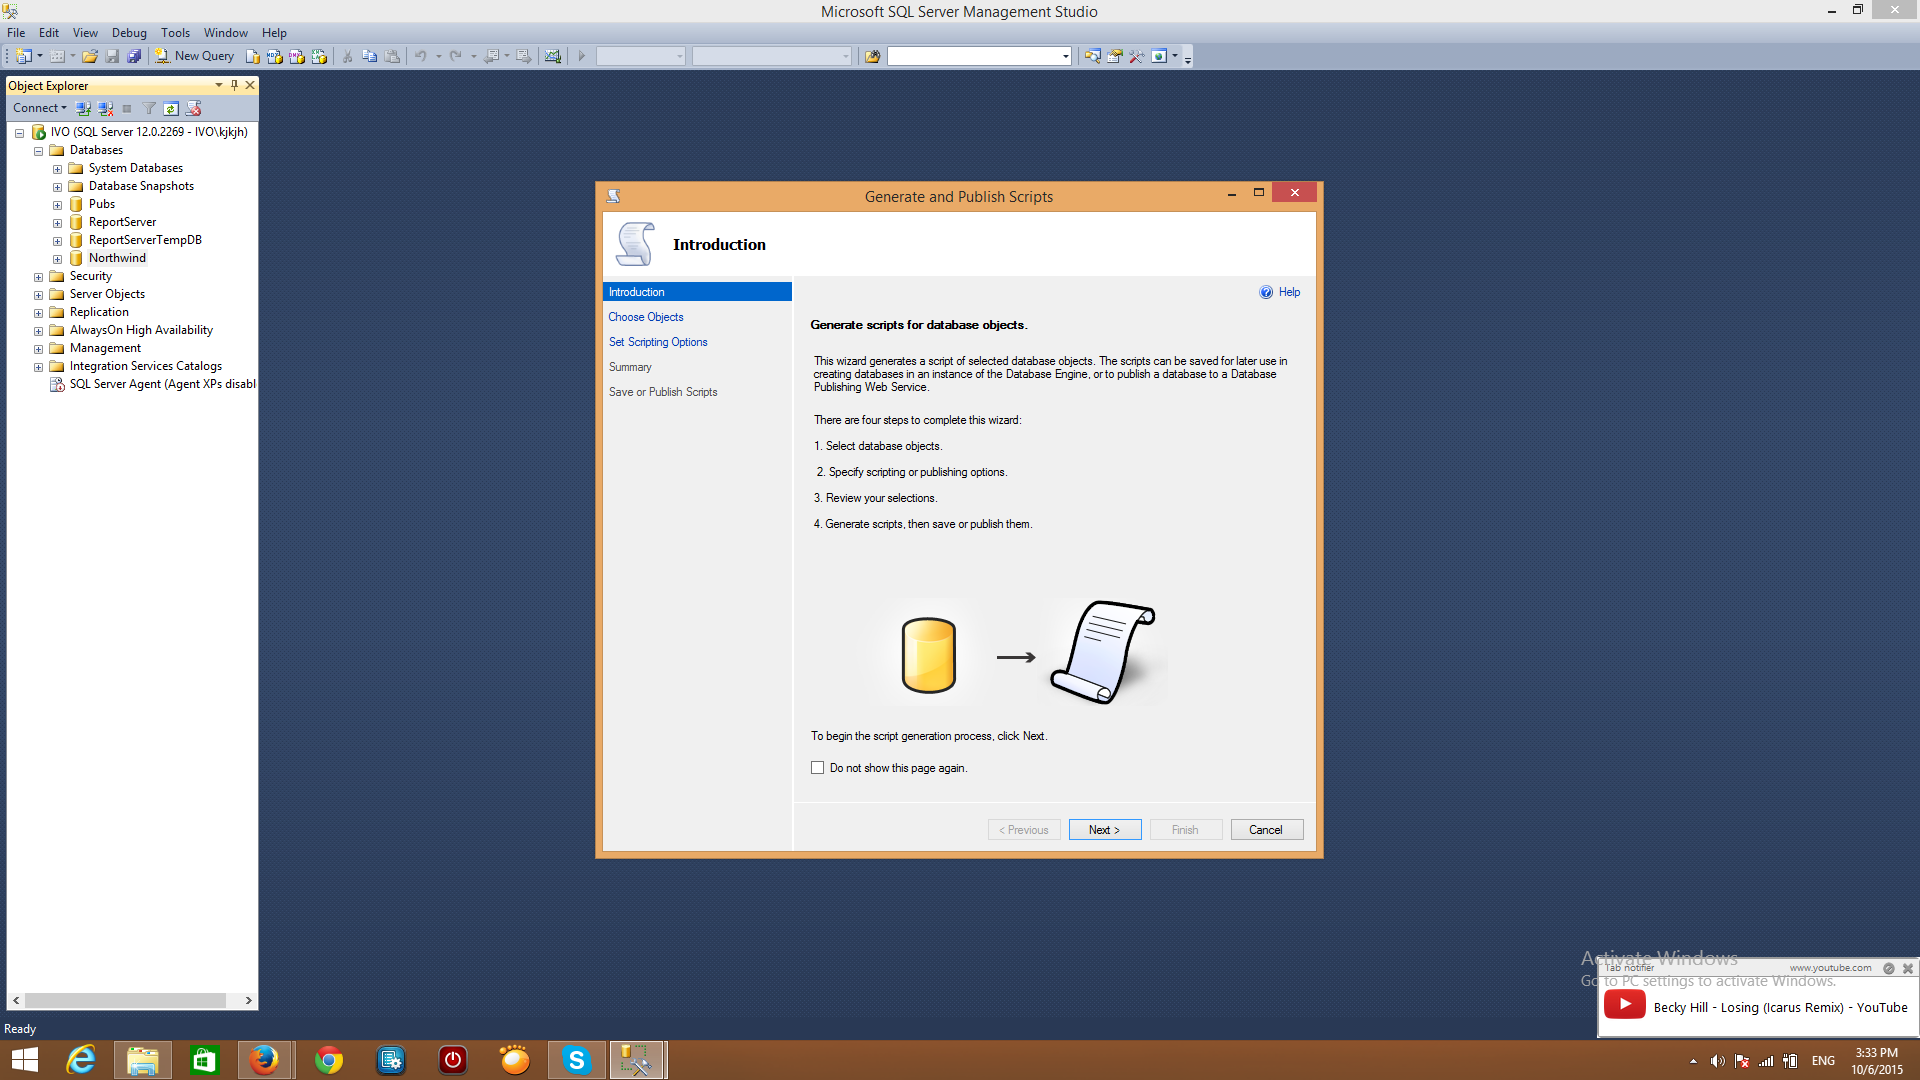 Microsoft SQL Server Management Studio
File Edit View Debug Tools Window Help
New Query
Object Explorer
Connect
IVO (SQL Server 12.0.2269 - IVO\kjkjh)
Databases
System Databases
Database Snapshots
Pubs
ReportServer
ReportServerTempDB
Northwind
Security
Server Objects
Replication
AlwaysOn High Availability
Management
Integration Services Catalogs
SQL Server Agent (Agent XPs disabl
Generate and Publish Scripts
Introduction
Introduction
Choose Objects
Set Scripting Options
Summary
Save or Publish Scripts
Help
Generate scripts for database objects.
This wizard generates a script of selected database objects. The scripts can be saved for later use in
creating databases in an instance of the Database Engine, or to publish a database to a Database
Publishing Web Service.
There are four steps to complete this wizard:
1. Select database objects.
2. Specify scripting or publishing options.
3. Review your selections.
4. Generate scripts, then save or publish them.
To begin the script generation process, click Next.
Do not show this page again.
< Previous
Next >
Finish
Cancel
Activate Windows
Go to PC settings to activate Windows.
Tab notifier www.youtube.com
Becky Hill - Losing (Icarus Remix) - YouTube
Ready
ENG
3:33 PM
10/6/2015